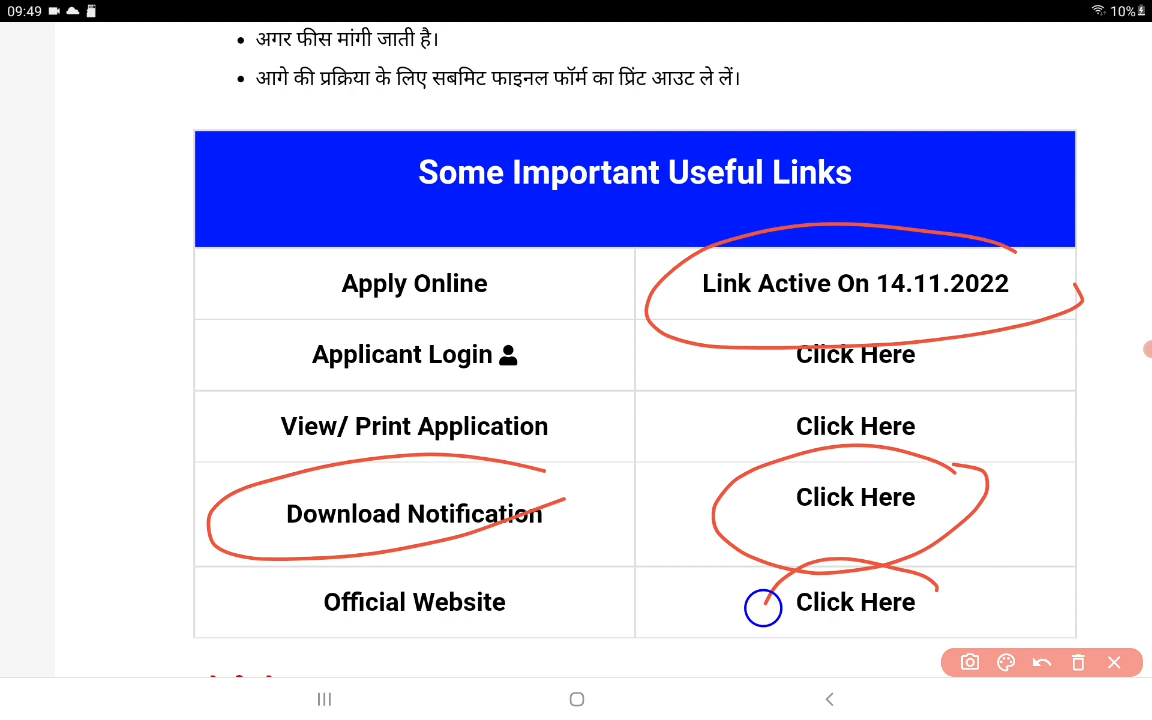 09:49
10%
• अगर फीस मांगी जाती है।
• आगे की प्रक्रिया के लिए सबमिट फाइनल फॉर्म का प्रिंट आउट ले लें।
Some Important Useful Links
Apply Online Link Active On 14.11.2022
Applicant Login Click Here
View/ Print Application Click Here
Download Notification Click Here
Official Website Click Here